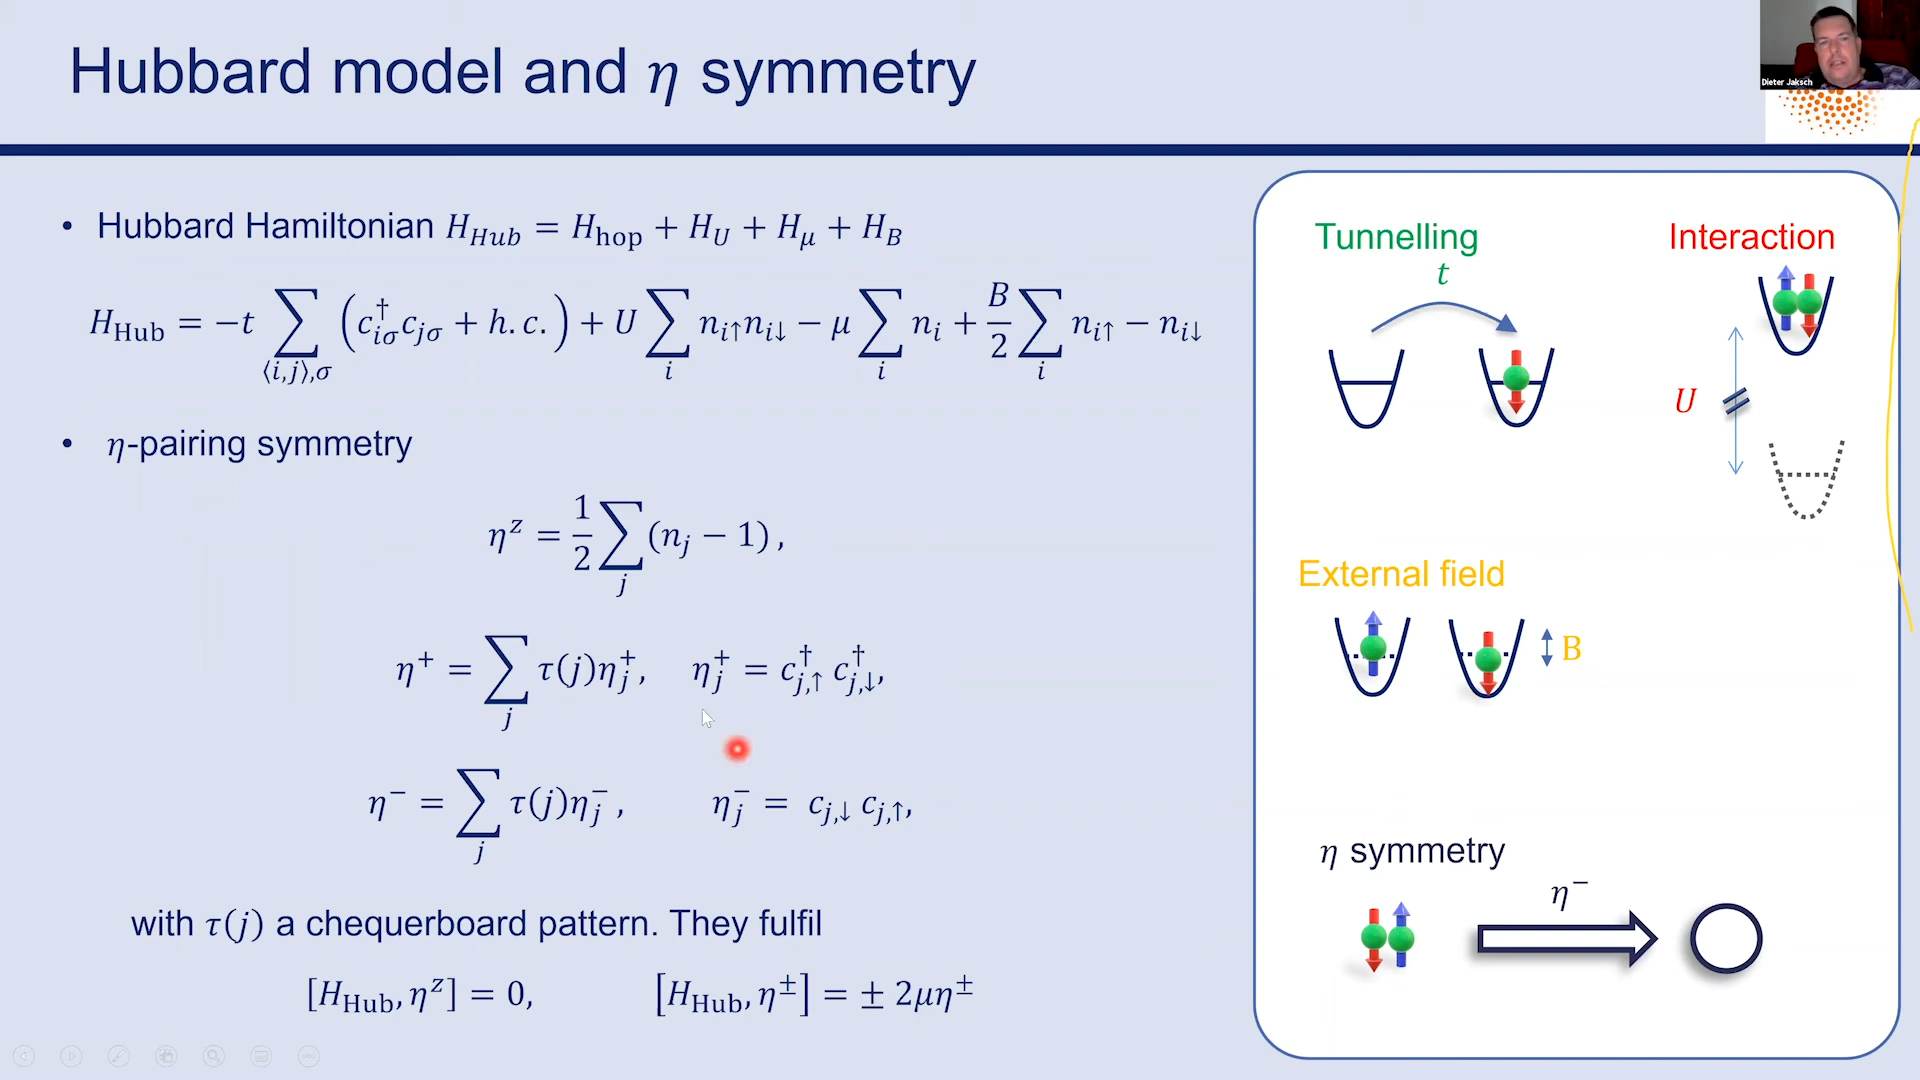 Hubbard model and η symmetry
Dieter Jaksch
• Hubbard Hamiltonian H_Hub = H_hop + H_U + H_μ + H_B
H_Hub = −t ∑_{⟨i,j⟩,σ} (c†_{iσ} c_{jσ} + h.c.) + U ∑_i n_{i↑} n_{i↓} − μ ∑_i n_i + B/2 ∑_i n_{i↑} − n_{i↓}
• η-pairing symmetry
η^z = 1/2 ∑_j (n_j − 1),
η^+ = ∑_j τ(j)η_j^+, η_j^+ = c†_{j,↑} c†_{j,↓},
η^− = ∑_j τ(j)η_j^−, η_j^− = c_{j,↓} c_{j,↑},
with τ(j) a chequerboard pattern. They fulfil
[H_Hub, η^z] = 0, [H_Hub, η^±] = ± 2μη^±
Tunnelling
t
Interaction
U
External field
B
η symmetry
η^−